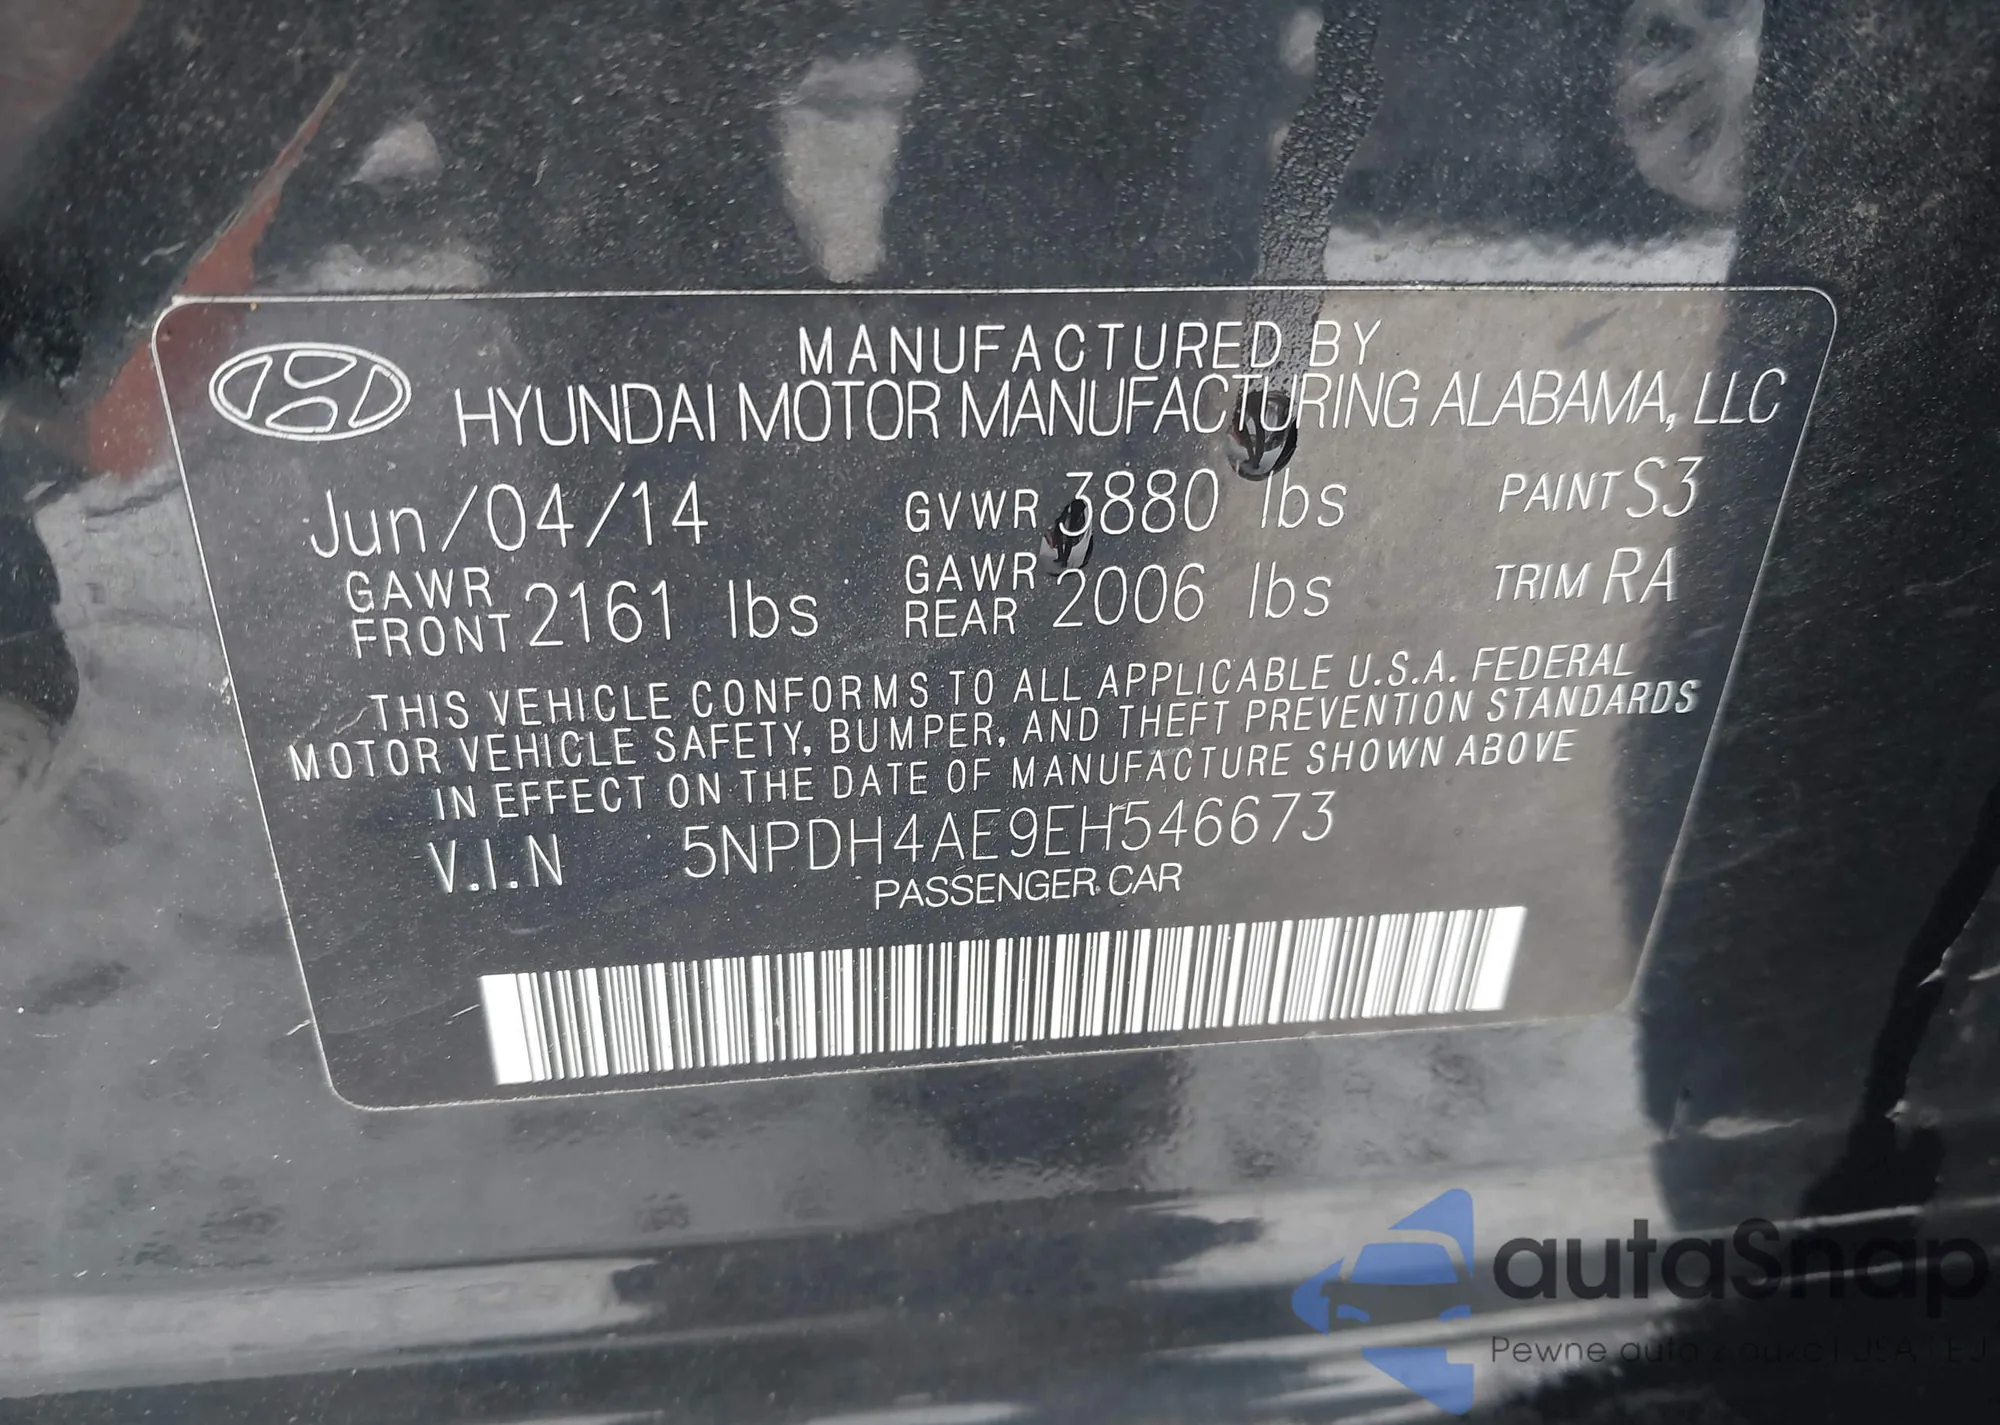 MANUFACTURED BY
HYUNDAI MOTOR MANUFACTURING ALABAMA, LLC
Jun/04/14 GVWR 3880 lbs PAINT S3
GAWR FRONT 2161 lbs GAWR REAR 2006 lbs TRIM RA
THIS VEHICLE CONFORMS TO ALL APPLICABLE U.S.A. FEDERAL
MOTOR VEHICLE SAFETY, BUMPER, AND THEFT PREVENTION STANDARDS
IN EFFECT ON THE DATE OF MANUFACTURE SHOWN ABOVE
V.I.N 5NPDH4AE9EH546673
PASSENGER CAR
autaSnap
Pewne auta z